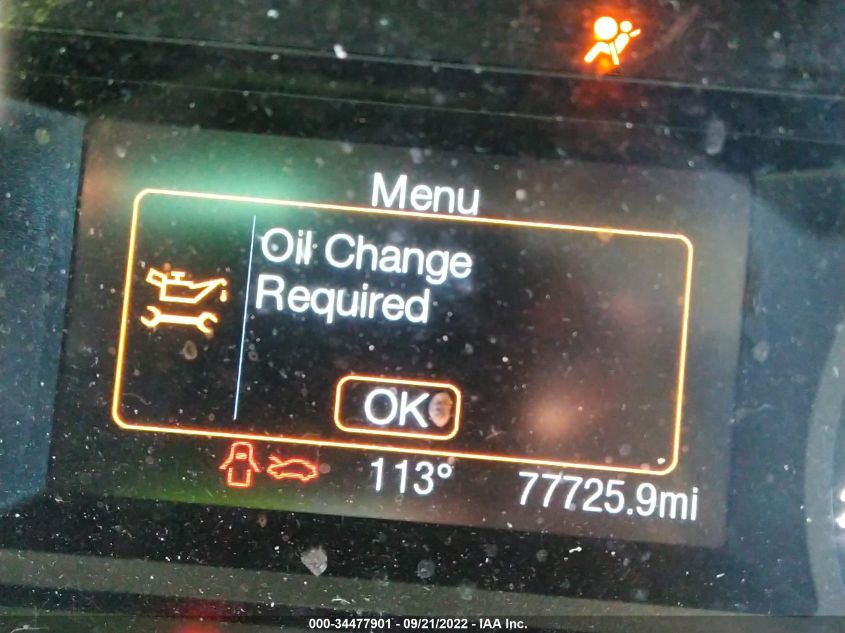 Menu
Oil Change
Required
OK
113° 77725.9mi
000-34477901 - 09/21/2022 - IAA Inc.